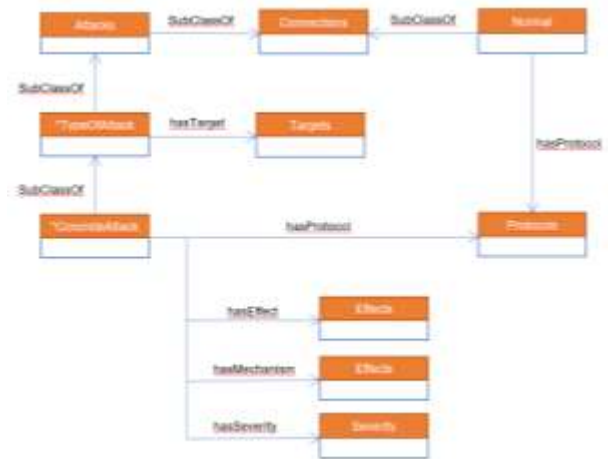 Attacks
SubClassOf
Connections
SubClassOf
Normal
SubClassOf
*TypeOfAttack
hasTarget
Targets
hasProtocol
SubClassOf
*ConcreteAttack
hasProtocol
Protocols
hasEffect
Effects
hasMechanism
Effects
hasSeverity
Severity